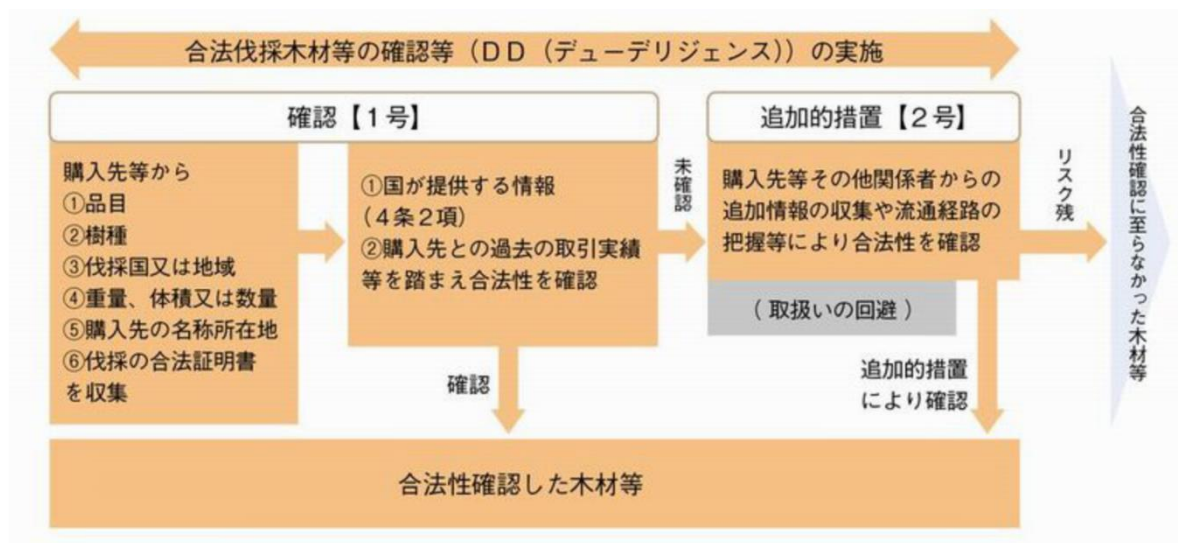 合法伐採木材等の確認等（ＤＤ（デューデリジェンス））の実施
確認【１号】
購入先等から
①品目
②樹種
③伐採国又は地域
④重量、体積又は数量
⑤購入先の名称所在地
⑥伐採の合法証明書
を収集
①国が提供する情報
（４条２項）
②購入先との過去の取引実績
等を踏まえ合法性を確認
確認
未確認
追加的措置【２号】
購入先等その他関係者からの
追加情報の収集や流通経路の
把握等により合法性を確認
（ 取扱いの回避 ）
追加的措置
により確認
リスク残
合法性確認に至らなかった木材等
合法性確認した木材等